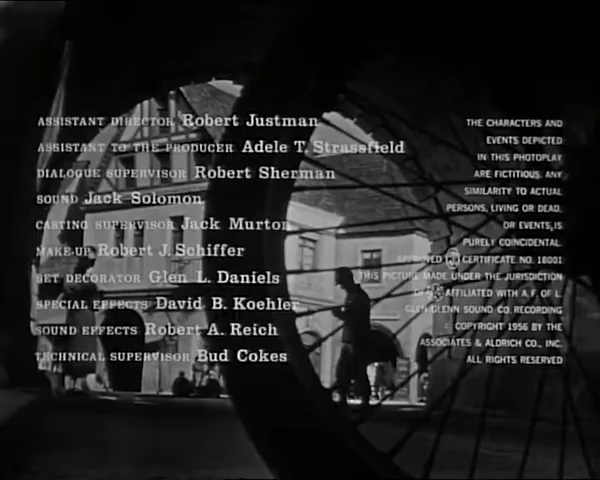 ASSISTANT DIRECTOR Robert Justman
ASSISTANT TO THE PRODUCER Adele T. Strassfield
DIALOGUE SUPERVISOR Robert Sherman
SOUND Jack Solomon
CASTING SUPERVISOR Jack Murton
MAKE-UP Robert J. Schiffer
SET DECORATOR Glen L. Daniels
SPECIAL EFFECTS David B. Koehler
SOUND EFFECTS Robert A. Reich
TECHNICAL SUPERVISOR Bud Cokes
THE CHARACTERS AND
EVENTS DEPICTED
IN THIS PHOTOPLAY
ARE FICTITIOUS. ANY
SIMILARITY TO ACTUAL
PERSONS, LIVING OR DEAD,
OR EVENTS, IS
PURELY COINCIDENTAL.
APPROVED CERTIFICATE NO. 18001
THIS PICTURE MADE UNDER THE JURISDICTION
OF AFFILIATED WITH A.F. OF L.
GLEN GLENN SOUND CO. RECORDING
© COPYRIGHT 1956 BY THE
ASSOCIATES & ALDRICH CO., INC.
ALL RIGHTS RESERVED